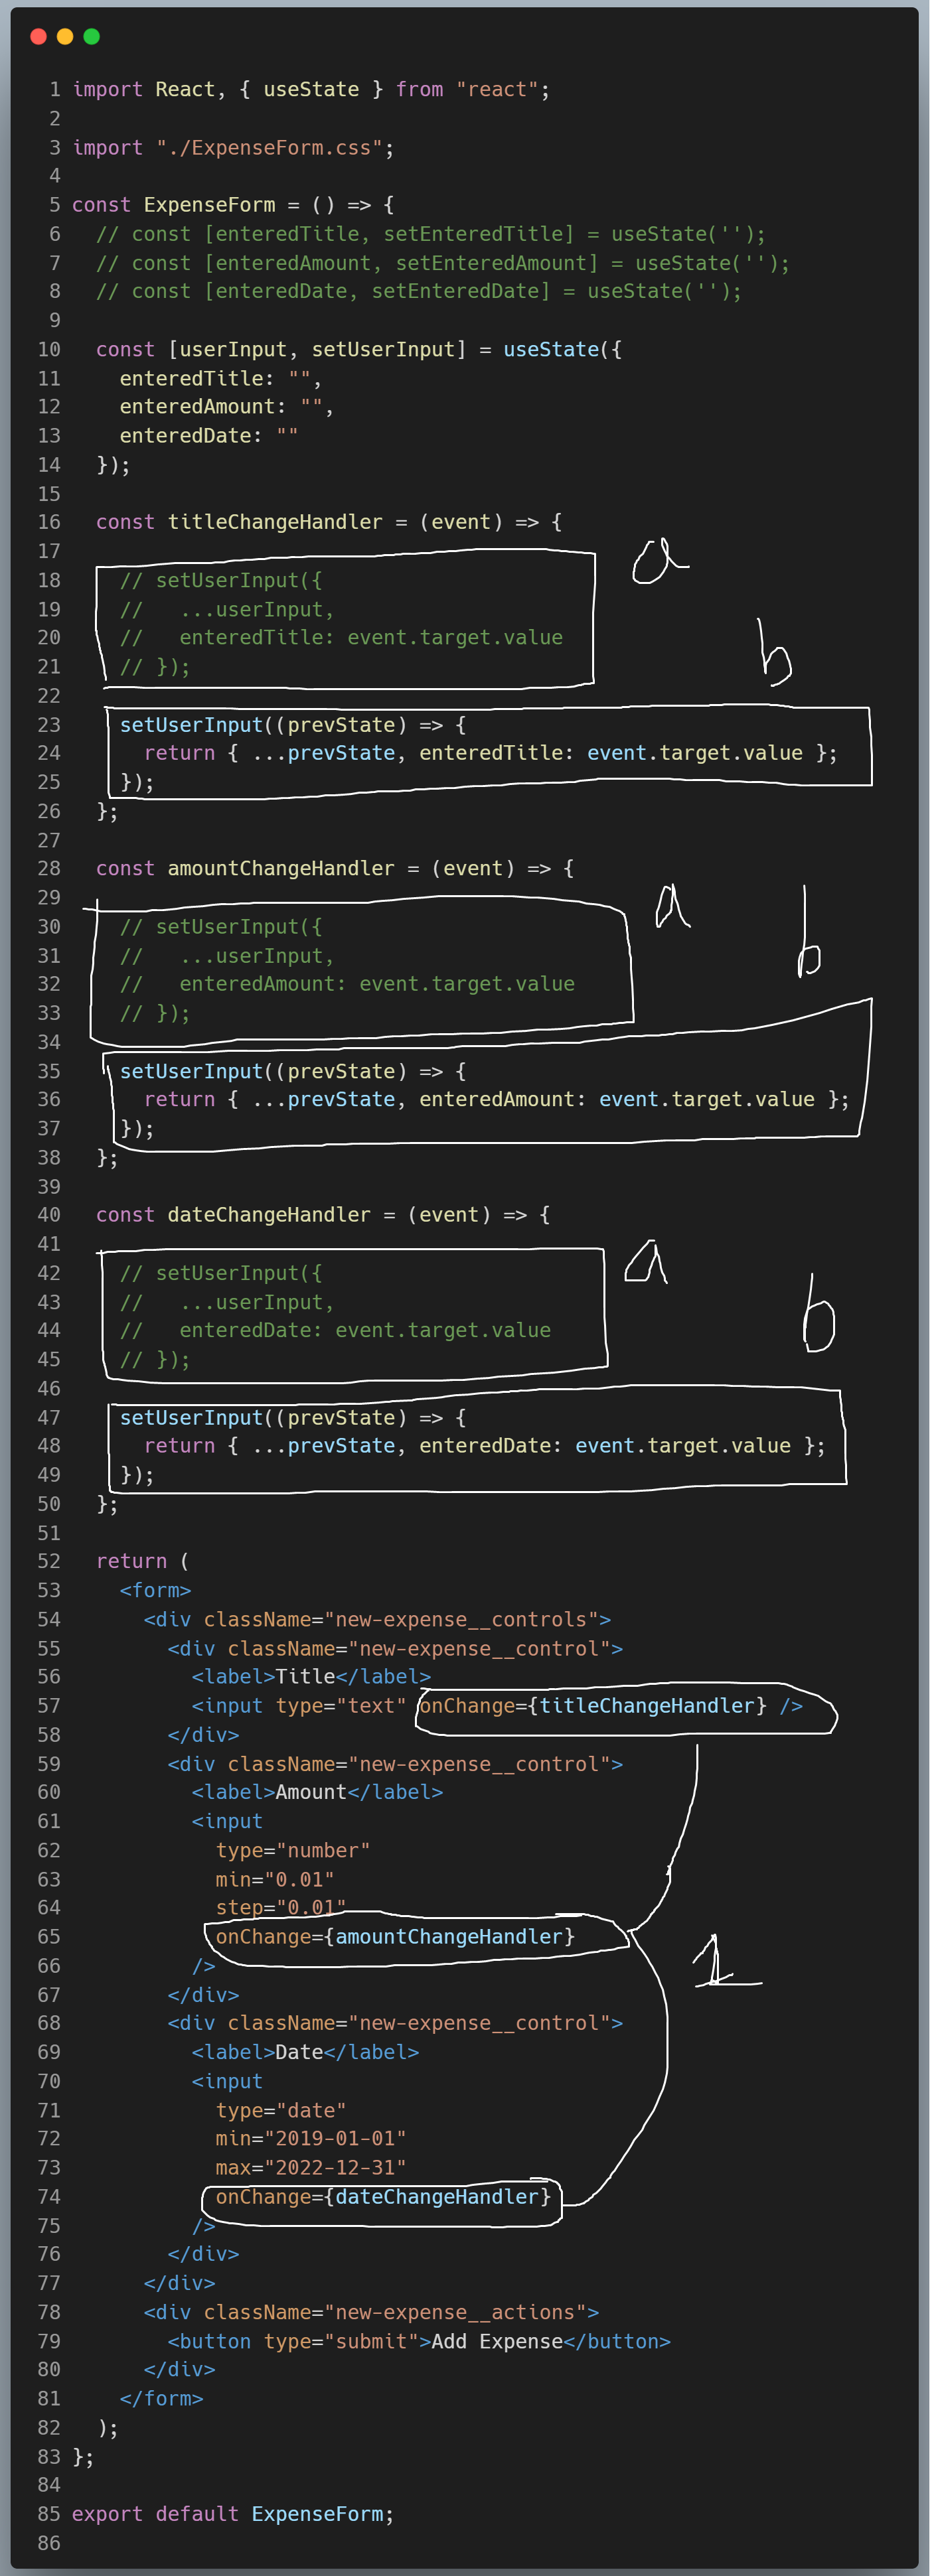 1 import React, { useState } from "react";
2
3 import "./ExpenseForm.css";
4
5 const ExpenseForm = () => {
6   // const [enteredTitle, setEnteredTitle] = useState('');
7   // const [enteredAmount, setEnteredAmount] = useState('');
8   // const [enteredDate, setEnteredDate] = useState('');
9
10   const [userInput, setUserInput] = useState({
11     enteredTitle: "",
12     enteredAmount: "",
13     enteredDate: ""
14   });
15
16   const titleChangeHandler = (event) => {
17
a
18     // setUserInput({
19     //   ...userInput,
20     //   enteredTitle: event.target.value
21     // });
b
22
23     setUserInput((prevState) => {
24       return { ...prevState, enteredTitle: event.target.value };
25     });
26   };
27
28   const amountChangeHandler = (event) => {
29
a
30     // setUserInput({
31     //   ...userInput,
b
32     //   enteredAmount: event.target.value
33     // });
34
35     setUserInput((prevState) => {
36       return { ...prevState, enteredAmount: event.target.value };
37     });
38   };
39
40   const dateChangeHandler = (event) => {
41
a
42     // setUserInput({
43     //   ...userInput,
b
44     //   enteredDate: event.target.value
45     // });
46
47     setUserInput((prevState) => {
48       return { ...prevState, enteredDate: event.target.value };
49     });
50   };
51
52   return (
53     <form>
54       <div className="new-expense__controls">
55         <div className="new-expense__control">
56           <label>Title</label>
57           <input type="text" onChange={titleChangeHandler} />
58         </div>
59         <div className="new-expense__control">
60           <label>Amount</label>
61           <input
62             type="number"
63             min="0.01"
64             step="0.01"
65             onChange={amountChangeHandler}
1
66           />
67         </div>
68         <div className="new-expense__control">
69           <label>Date</label>
70           <input
71             type="date"
72             min="2019-01-01"
73             max="2022-12-31"
74             onChange={dateChangeHandler}
75           />
76         </div>
77       </div>
78       <div className="new-expense__actions">
79         <button type="submit">Add Expense</button>
80       </div>
81     </form>
82   );
83 };
84
85 export default ExpenseForm;
86